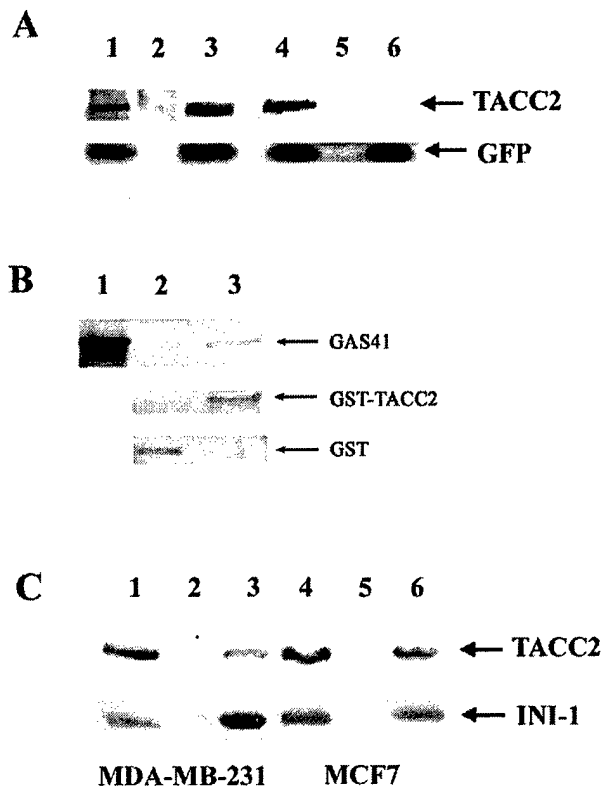 A
1 2 3 4 5 6
TACC2
GFP
B
1 2 3
GAS41
GST-TACC2
GST
C
1 2 3 4 5 6
TACC2
INI-1
MDA-MB-231 MCF7